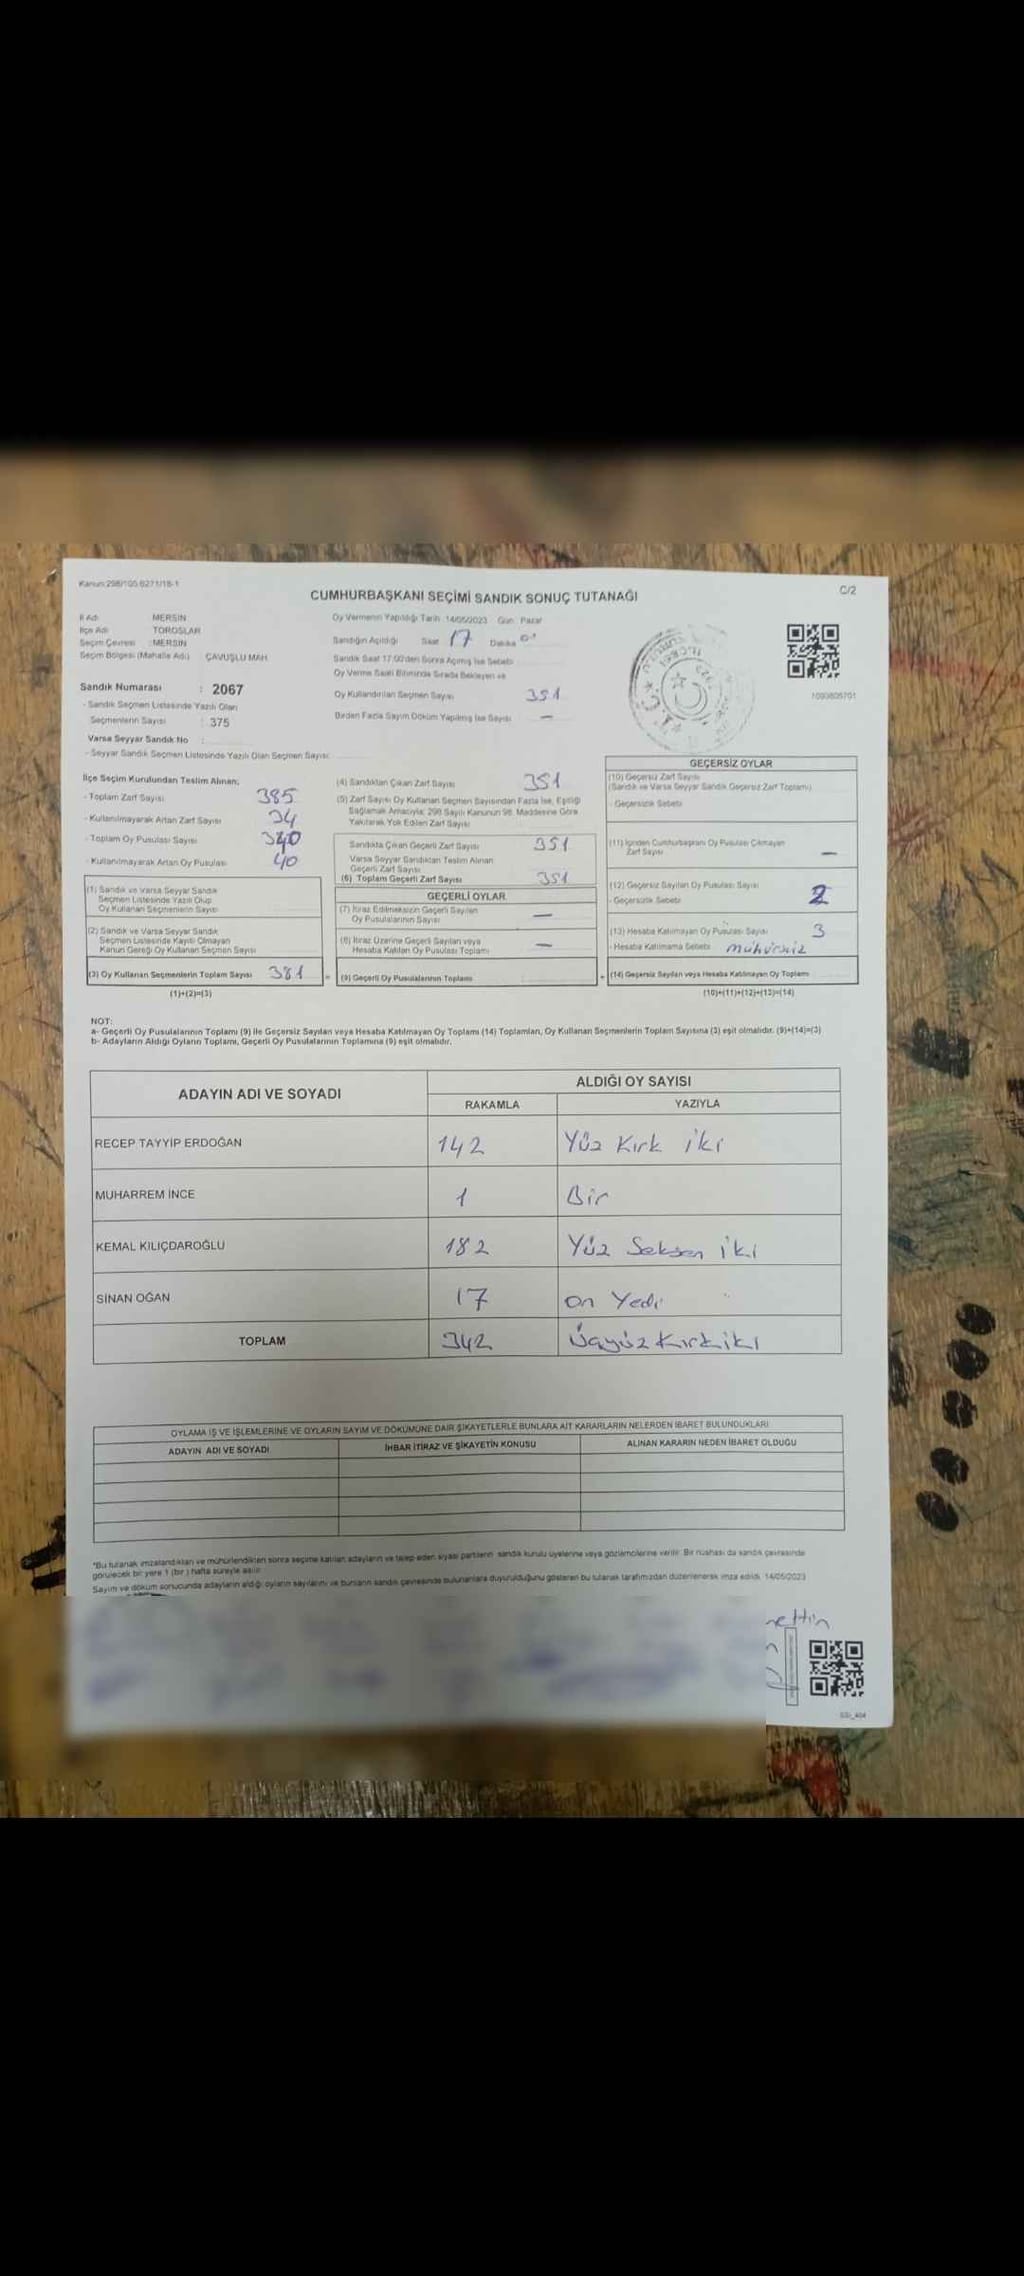 Kanun:298/105 6271/18-1
C/2
CUMHURBAŞKANI SEÇİMİ SANDIK SONUÇ TUTANAĞI
İl Adı : MERSİN
İlçe Adı : TOROSLAR
Seçim Çevresi : MERSİN
Seçim Bölgesi (Mahalle Adı) : ÇAVUŞLU MAH.
Sandık Numarası : 2067
- Sandık Seçmen Listesinde Yazılı Olan
Seçmenlerin Sayısı : 375
Varsa Seyyar Sandık No :
- Seyyar Sandık Seçmen Listesinde Yazılı Olan Seçmen Sayısı:
Oy Vermenin Yapıldığı Tarih :14/05/2023 Gün: Pazar
Sandığın Açıldığı Saat 17 Dakika 01
Sandık Saat 17.00'den Sonra Açılmış İse Sebebi
Oy Verme Saati Bitiminde Sırada Bekleyen ve
Oy Kullandırılan Seçmen Sayısı 351
Birden Fazla Sayım Döküm Yapılmış İse Sayısı —
1090805701
İlçe Seçim Kurulundan Teslim Alınan;
- Toplam Zarf Sayısı 385
- Kullanılmayarak Artan Zarf Sayısı 34
- Toplam Oy Pusulası Sayısı
- Kullanılmayarak Artan Oy Pusulası 40
(1) Sandık ve Varsa Seyyar Sandık
Seçmen Listesinde Yazılı Olup
Oy Kullanan Seçmenlerin Sayısı
(2) Sandık ve Varsa Seyyar Sandık
Seçmen Listesinde Kayıtlı Olmayan
Kanun Gereği Oy Kullanan Seçmen Sayısı
(3) Oy Kullanan Seçmenlerin Toplam Sayısı 381
(1)+(2)=(3)
(4) Sandıktan Çıkan Zarf Sayısı 351
(5) Zarf Sayısı Oy Kullanan Seçmen Sayısından Fazla İse, Eşitliği
Sağlamak Amacıyla; 298 Sayılı Kanunun 98. Maddesine Göre
Yakılarak Yok Edilen Zarf Sayısı
Sandıkta Çıkan Geçerli Zarf Sayısı 351
Varsa Seyyar Sandıktan Teslim Alınan
Geçerli Zarf Sayısı
(6) Toplam Geçerli Zarf Sayısı 351
GEÇERLİ OYLAR
(7) İtiraz Edilmeksizin Geçerli Sayılan
Oy Pusulalarının Sayısı —
(8) İtiraz Üzerine Geçerli Sayılan veya
Hesaba Katılan Oy Pusulası Toplamı —
= (9) Geçerli Oy Pusulalarının Toplamı
GEÇERSİZ OYLAR
(10) Geçersiz Zarf Sayısı
(Sandık ve Varsa Seyyar Sandık Geçersiz Zarf Toplamı)
- Geçersizlik Sebebi
(11) İçinden Cumhurbaşkanı Oy Pusulası Çıkmayan
Zarf Sayısı —
(12) Geçersiz Sayılan Oy Pusulası Sayısı 2
- Geçersizlik Sebebi
(13) Hesaba Katılmayan Oy Pusulası Sayısı 3
- Hesaba Katılmama Sebebi mühürsüz
+ (14) Geçersiz Sayılan veya Hesaba Katılmayan Oy Toplamı
(10)+(11)+(12)+(13)=(14)
NOT:
a- Geçerli Oy Pusulalarının Toplamı (9) ile Geçersiz Sayılan veya Hesaba Katılmayan Oy Toplamı (14) Toplamları, Oy Kullanan Seçmenlerin Toplam Sayısına (3) eşit olmalıdır. (9)+(14)=(3)
b- Adayların Aldığı Oyların Toplamı, Geçerli Oy Pusulalarının Toplamına (9) eşit olmalıdır.
ADAYIN ADI VE SOYADI
ALDIĞI OY SAYISI
RAKAMLA YAZIYLA
RECEP TAYYİP ERDOĞAN 142 Yüz Kırk iki
MUHARREM İNCE 1 Bir
KEMAL KILIÇDAROĞLU 182 Yüz Seksen iki
SİNAN OĞAN 17 on Yedi
TOPLAM 342 Üçyüz Kırk iki
OYLAMA İŞ VE İŞLEMLERİNE VE OYLARIN SAYIM VE DÖKÜMÜNE DAİR ŞİKAYETLERLE BUNLARA AİT KARARLARIN NELERDEN İBARET BULUNDUKLARI
ADAYIN ADI VE SOYADI İHBAR İTİRAZ VE ŞİKAYETİN KONUSU ALINAN KARARIN NEDEN İBARET OLDUĞU
*Bu tutanak imzalandıktan ve mühürlendikten sonra seçime katılan adayların ve talep eden siyasi partilerin sandık kurulu üyelerine veya gözlemcilerine verilir. Bir nüshası da sandık çevresinde
görülecek bir yere 1 (bir) hafta süreyle asılır.
Sayım ve döküm sonucunda adayların aldığı oyların sayılarını ve bunların sandık çevresinde bulunanlara duyurulduğunu gösteren bu tutanak tarafımızdan düzenlenerek imza edildi. 14/05/2023
nettin